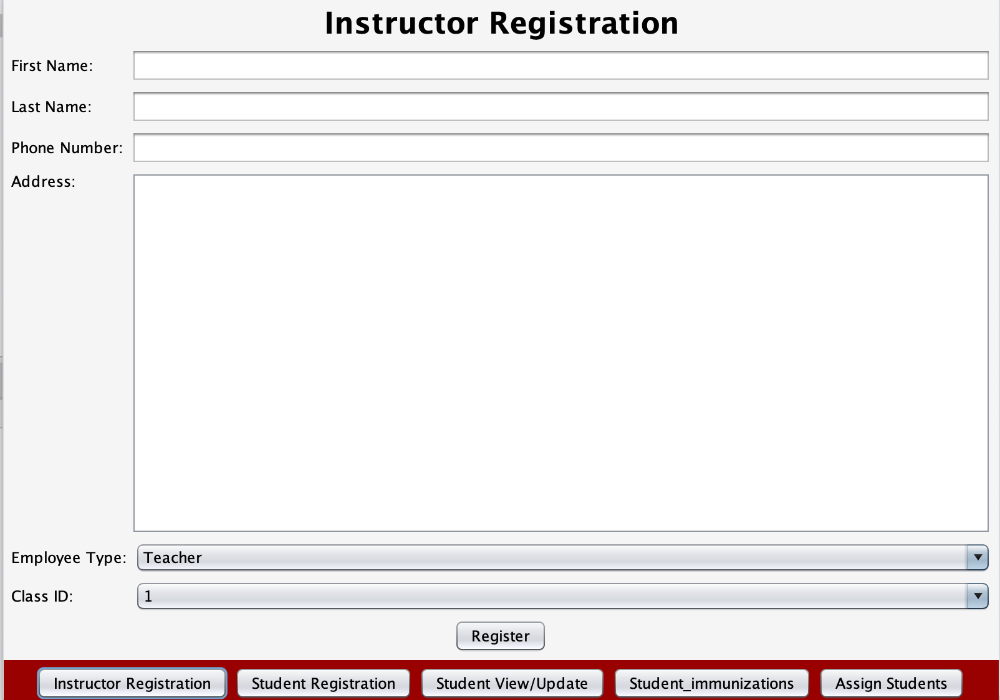 Instructor Registration
First Name:
Last Name:
Phone Number:
Address:
Employee Type: Teacher
Class ID: 1
Register
Instructor Registration Student Registration Student View/Update Student_immunizations Assign Students